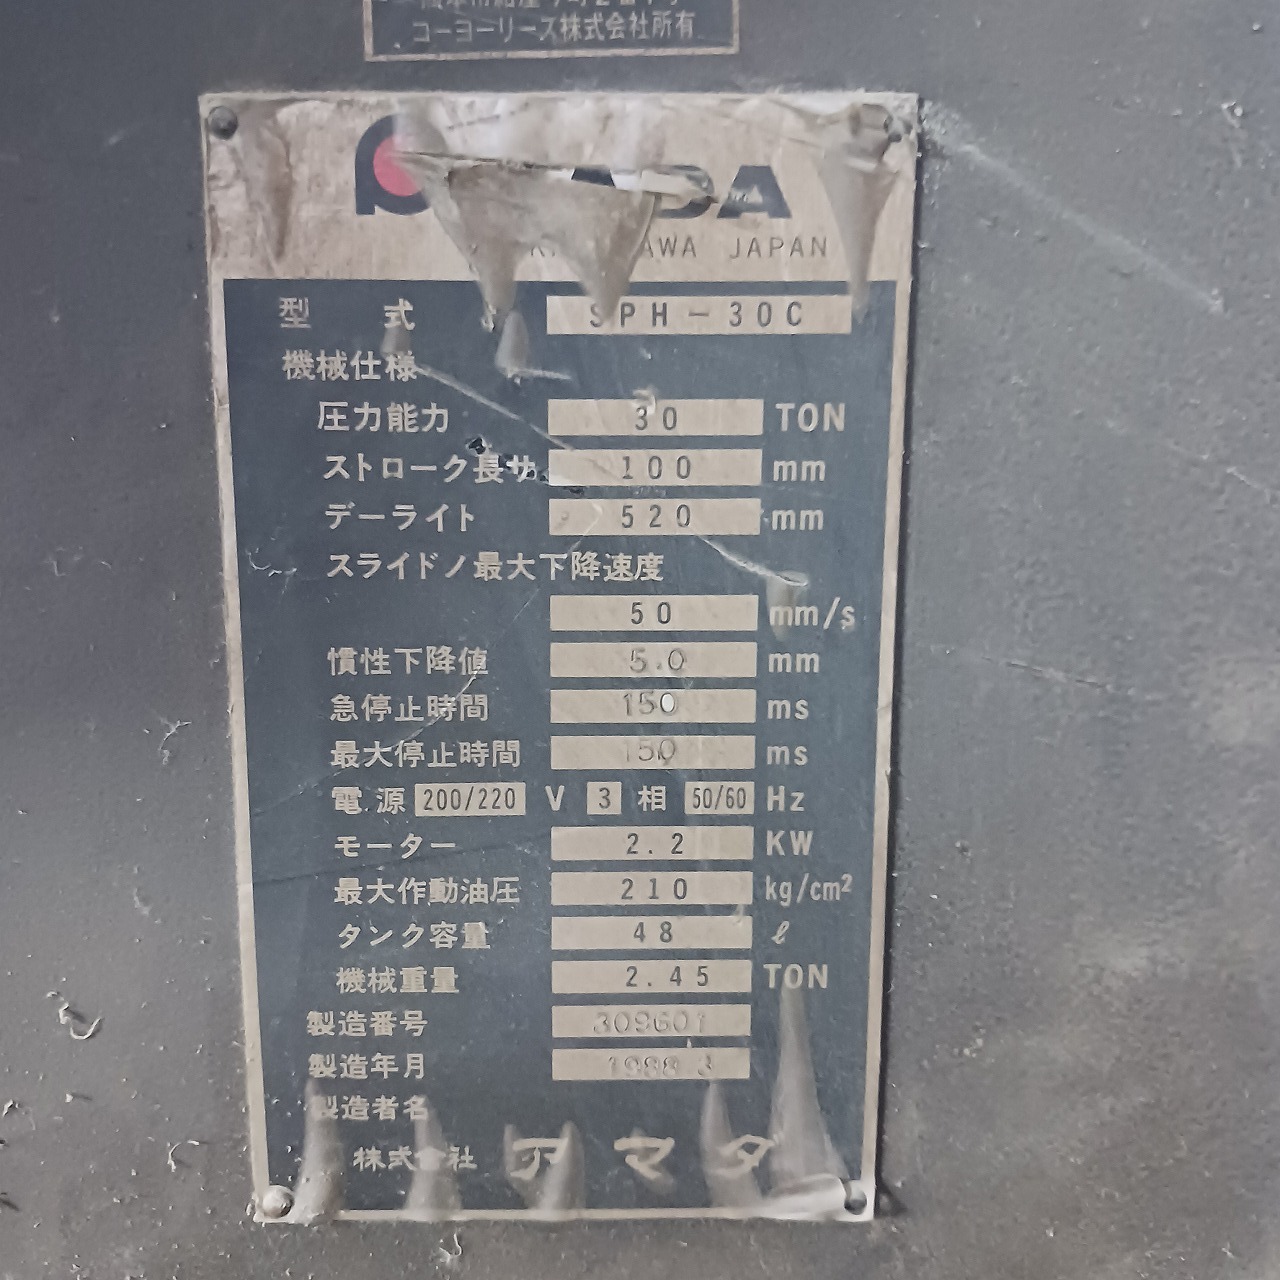 コーヨーリース株式会社所有
JAPAN
型 式 SPH-30C
機械仕様
圧力能力 30 TON
ストローク長サ 100 mm
デーライト 520 mm
スライドノ最大下降速度
50 mm/s
慣性下降値 5.0 mm
急停止時間 150 ms
最大停止時間 150 ms
電源 200/220 V 3 相 50/60 Hz
モーター 2.2 KW
最大作動油圧 210 kg/cm²
タンク容量 48 ℓ
機械重量 2.45 TON
製造番号 309601
製造年月 1988 3
製造者名
株式会社 アマダ